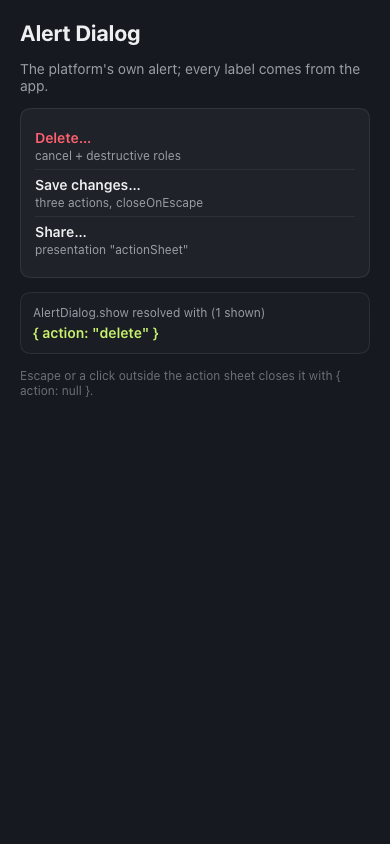 Alert Dialog
The platform's own alert; every label comes from the
app.
Delete...
cancel + destructive roles
Save changes...
three actions, closeOnEscape
Share...
presentation "actionSheet"
AlertDialog.show resolved with (1 shown)
{ action: "delete" }
Escape or a click outside the action sheet closes it with {
action: null }.